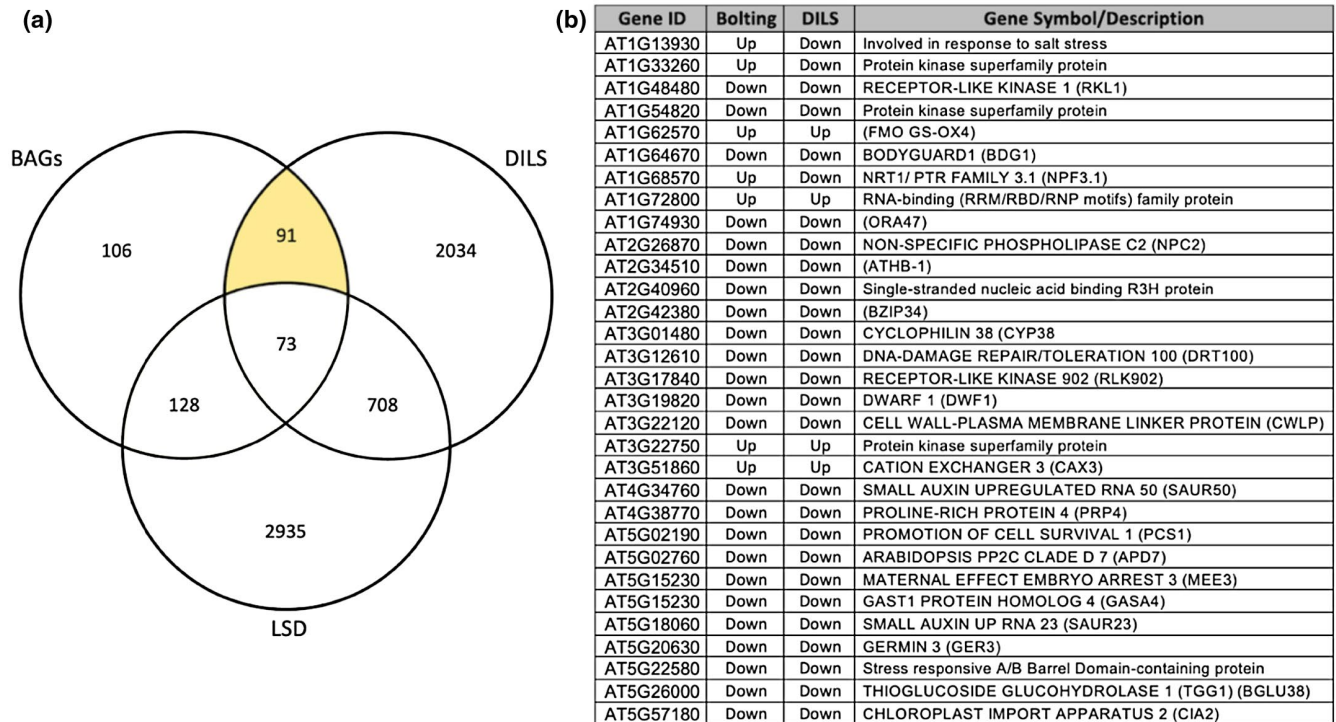 (a)
BAGs
DILS
106
91
2034
73
128
708
2935
LSD
(b)
Gene ID Bolting DILS Gene Symbol/Description
AT1G13930 Up Down Involved in response to salt stress
AT1G33260 Up Down Protein kinase superfamily protein
AT1G48480 Down Down RECEPTOR-LIKE KINASE 1 (RKL1)
AT1G54820 Down Down Protein kinase superfamily protein
AT1G62570 Up Up (FMO GS-OX4)
AT1G64670 Down Down BODYGUARD1 (BDG1)
AT1G68570 Up Down NRT1/ PTR FAMILY 3.1 (NPF3.1)
AT1G72800 Up Up RNA-binding (RRM/RBD/RNP motifs) family protein
AT1G74930 Down Down (ORA47)
AT2G26870 Down Down NON-SPECIFIC PHOSPHOLIPASE C2 (NPC2)
AT2G34510 Down Down (ATHB-1)
AT2G40960 Down Down Single-stranded nucleic acid binding R3H protein
AT2G42380 Down Down (BZIP34)
AT3G01480 Down Down CYCLOPHILIN 38 (CYP38
AT3G12610 Down Down DNA-DAMAGE REPAIR/TOLERATION 100 (DRT100)
AT3G17840 Down Down RECEPTOR-LIKE KINASE 902 (RLK902)
AT3G19820 Down Down DWARF 1 (DWF1)
AT3G22120 Down Down CELL WALL-PLASMA MEMBRANE LINKER PROTEIN (CWLP)
AT3G22750 Up Up Protein kinase superfamily protein
AT3G51860 Up Up CATION EXCHANGER 3 (CAX3)
AT4G34760 Down Down SMALL AUXIN UPREGULATED RNA 50 (SAUR50)
AT4G38770 Down Down PROLINE-RICH PROTEIN 4 (PRP4)
AT5G02190 Down Down PROMOTION OF CELL SURVIVAL 1 (PCS1)
AT5G02760 Down Down ARABIDOPSIS PP2C CLADE D 7 (APD7)
AT5G15230 Down Down MATERNAL EFFECT EMBRYO ARREST 3 (MEE3)
AT5G15230 Down Down GAST1 PROTEIN HOMOLOG 4 (GASA4)
AT5G18060 Down Down SMALL AUXIN UP RNA 23 (SAUR23)
AT5G20630 Down Down GERMIN 3 (GER3)
AT5G22580 Down Down Stress responsive A/B Barrel Domain-containing protein
AT5G26000 Down Down THIOGLUCOSIDE GLUCOHYDROLASE 1 (TGG1) (BGLU38)
AT5G57180 Down Down CHLOROPLAST IMPORT APPARATUS 2 (CIA2)